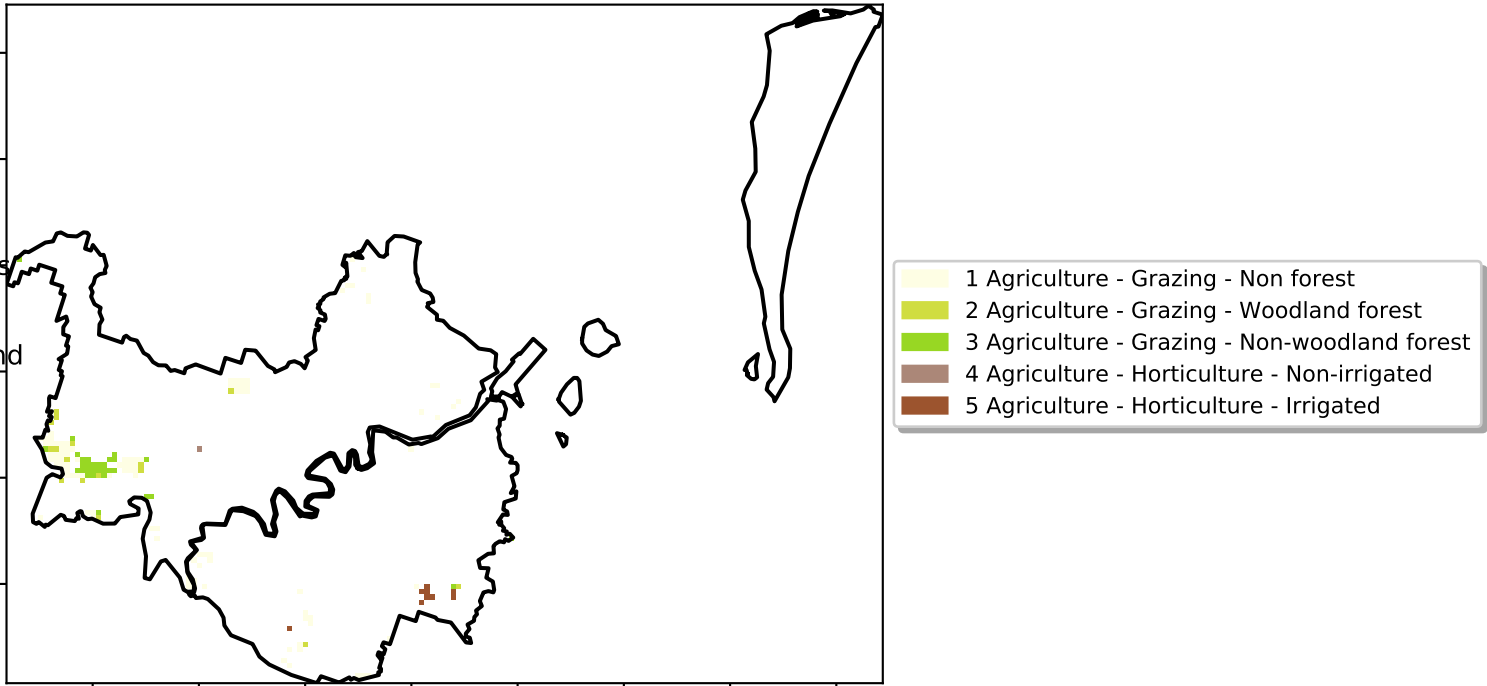 s
nd
1 Agriculture - Grazing - Non forest
2 Agriculture - Grazing - Woodland forest
3 Agriculture - Grazing - Non-woodland forest
4 Agriculture - Horticulture - Non-irrigated
5 Agriculture - Horticulture - Irrigated